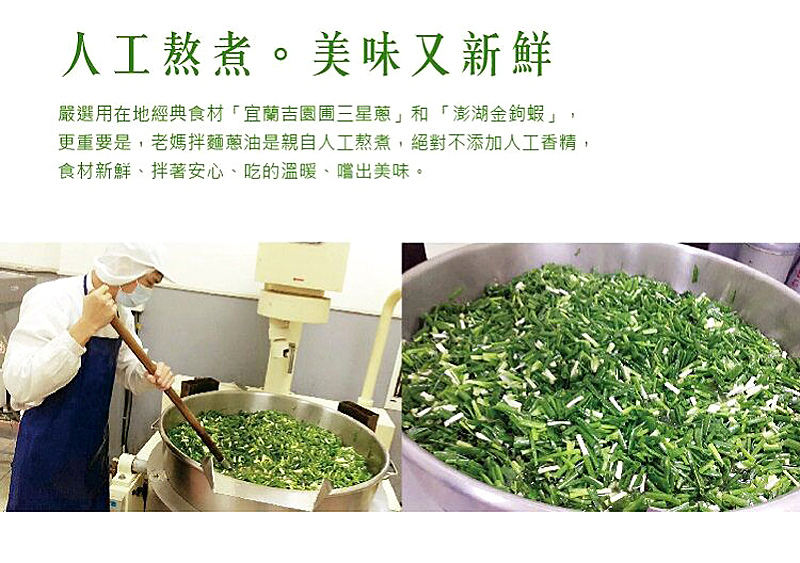 人工熬煮。美味又新鮮
嚴選用在地經典食材「宜蘭吉園圃三星蔥」和「澎湖金鉤蝦」，
更重要是，老媽拌麵蔥油是親自人工熬煮，絕對不添加人工香精，
食材新鮮、拌著安心、吃的溫暖、嚐出美味。